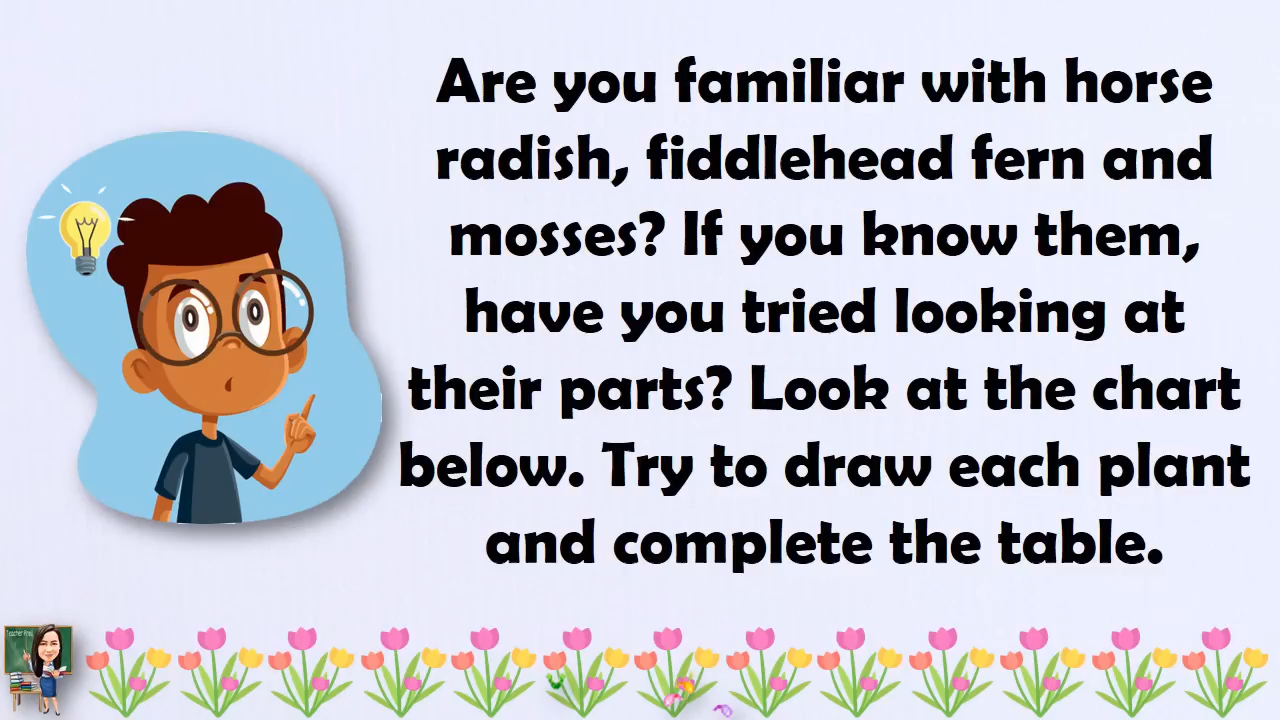 Are you familiar with horse
radish, fiddlehead fern and
mosses? If you know them,
have you tried looking at
their parts? Look at the chart
below. Try to draw each plant
and complete the table.